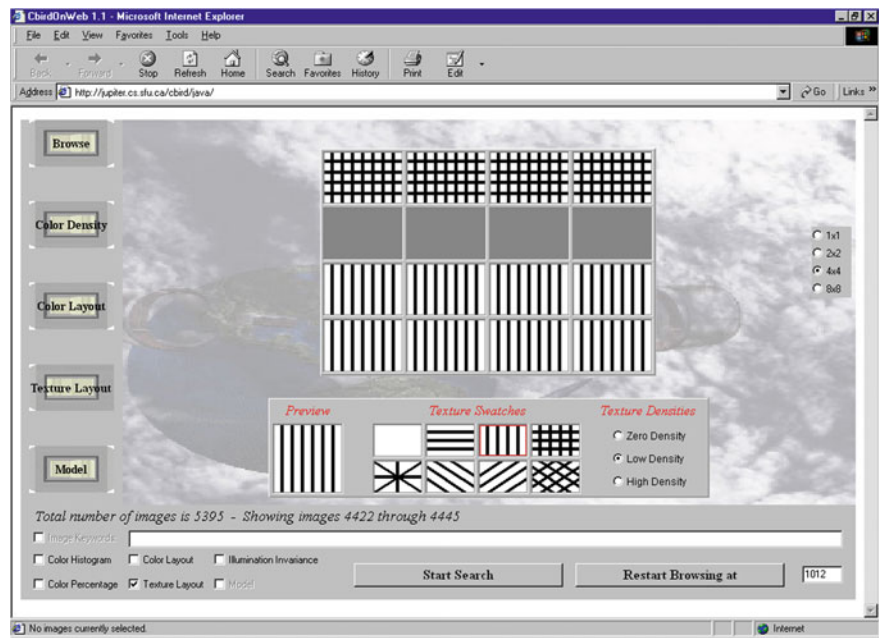 CbirdOnWeb 1.1 - Microsoft Internet Explorer
File Edit View Favorites Tools Help
Back Forward Stop Refresh Home Search Favorites History Print Edit
Address http://jupiter.cs.sfu.ca/cbird/java/ Go Links »
Browse
Color Density
1x1
2x2
4x4
8x8
Color Layout
Texture Layout
Preview Texture Swatches Texture Densities
Zero Density
Low Density
High Density
Model
Total number of images is 5395 - Showing images 4422 through 4445
Image Keywords:
Color Histogram Color Layout Illumination Invariance
Color Percentage Texture Layout Model Start Search Restart Browsing at 1012
No images currently selected. Internet